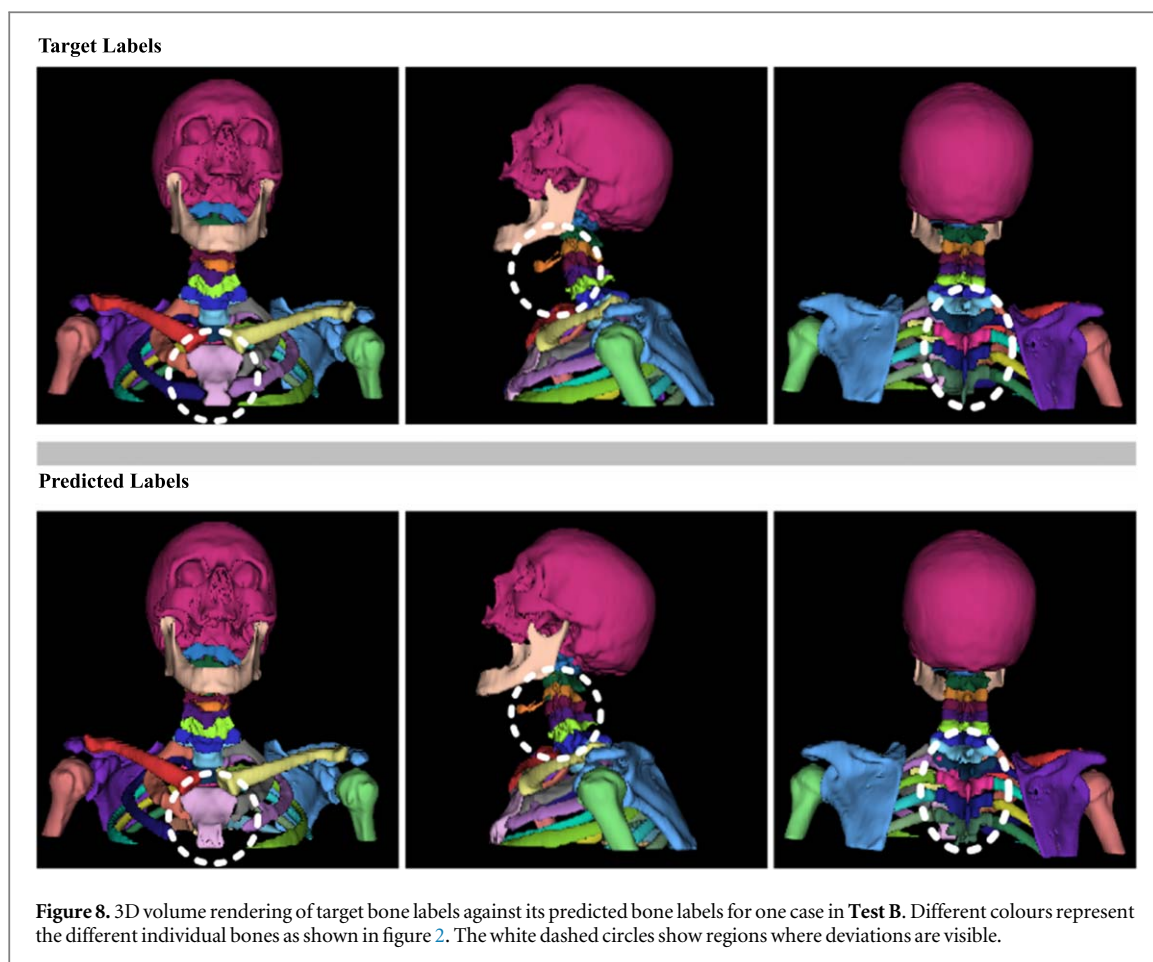 Target Labels
Predicted Labels
Figure 8. 3D volume rendering of target bone labels against its predicted bone labels for one case in Test B. Different colours represent
the different individual bones as shown in figure 2. The white dashed circles show regions where deviations are visible.